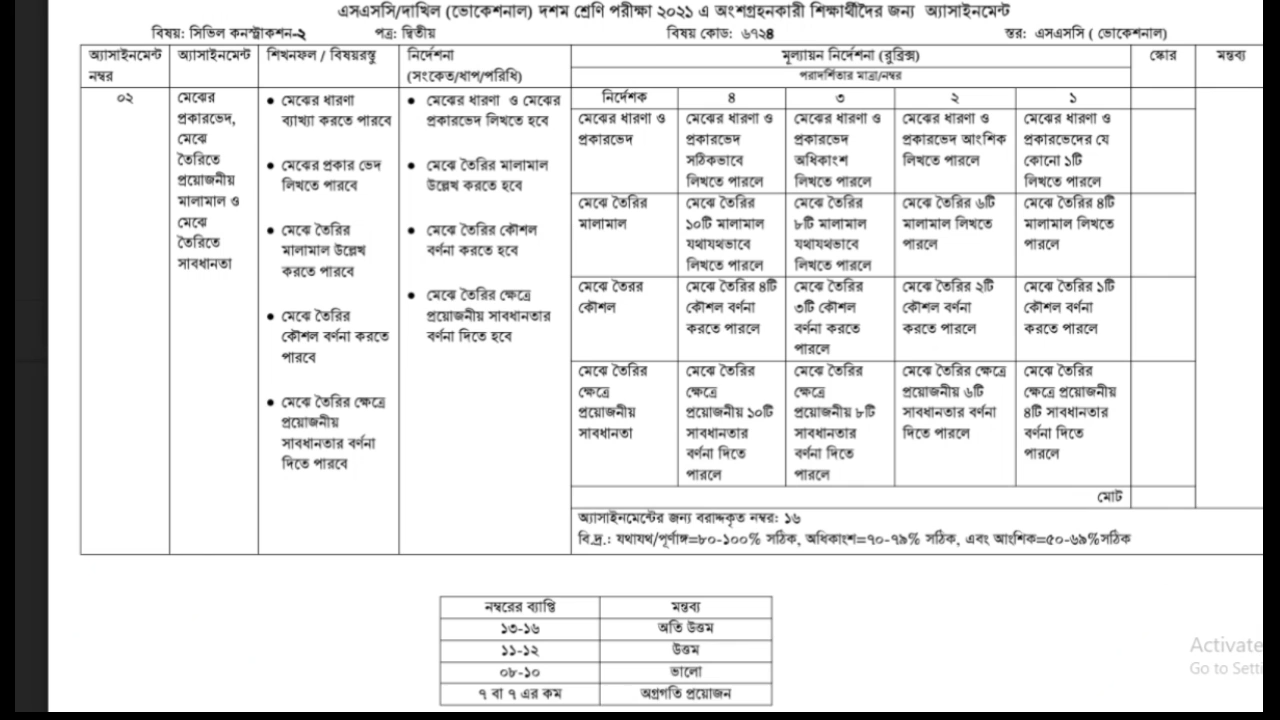 এসএসসি/দাখিল (ভোকেশনাল) দশম শ্রেণি পরীক্ষা ২০২১ এ অংশগ্রহনকারী শিক্ষার্থীদের জন্য অ্যাসাইনমেন্ট
বিষয়: সিভিল কনস্ট্রাকশন-২ পত্র: দ্বিতীয় বিষয় কোড: ৬৭২৪ স্তর: এসএসসি ( ভোকেশনাল)
অ্যাসাইনমেন্ট
নম্বর
অ্যাসাইনমেন্ট
শিখনফল / বিষয়বস্তু
নির্দেশনা
(সংকেত/ধাপ/পরিধি)
মূল্যায়ন নির্দেশনা (রুব্রিক্স)
পরাদর্শিতার মাত্রা/নম্বর
স্কোর
মন্তব্য
০২
মেঝের
প্রকারভেদ,
মেঝে
তৈরিতে
প্রয়োজনীয়
মালামাল ও
মেঝে
তৈরিতে
সাবধানতা
● মেঝের ধারণা
ব্যাখ্যা করতে পারবে
● মেঝের প্রকার ভেদ
লিখতে পারবে
● মেঝে তৈরির
মালামাল উল্লেখ
করতে পারবে
● মেঝে তৈরির
কৌশল বর্ণনা করতে
পারবে
● মেঝে তৈরির ক্ষেত্রে
প্রয়োজনীয়
সাবধানতার বর্ণনা
দিতে পারবে
● মেঝের ধারণা ও মেঝের
প্রকারভেদ লিখতে হবে
● মেঝে তৈরির মালামাল
উল্লেখ করতে হবে
● মেঝে তৈরির কৌশল
বর্ণনা করতে হবে
● মেঝে তৈরির ক্ষেত্রে
প্রয়োজনীয় সাবধানতার
বর্ণনা দিতে হবে
নির্দেশক ৪ ৩ ২ ১
মেঝের ধারণা ও
প্রকারভেদ
মেঝের ধারণা ও
প্রকারভেদ
সঠিকভাবে
লিখতে পারলে
মেঝের ধারণা ও
প্রকারভেদ
অধিকাংশ
লিখতে পারলে
মেঝের ধারণা ও
প্রকারভেদ আংশিক
লিখতে পারলে
মেঝের ধারণা ও
প্রকারভেদের যে
কোনো ১টি
লিখতে পারলে
মেঝে তৈরির
মালামাল
মেঝে তৈরির
১০টি মালামাল
যথাযথভাবে
লিখতে পারলে
মেঝে তৈরির
৮টি মালামাল
যথাযথভাবে
লিখতে পারলে
মেঝে তৈরির ৬টি
মালামাল লিখতে
পারলে
মেঝে তৈরির ৪টি
মালামাল লিখতে
পারলে
মেঝে তৈরর
কৌশল
মেঝে তৈরির ৪টি
কৌশল বর্ণনা
করতে পারলে
মেঝে তৈরির
৩টি কৌশল
বর্ণনা করতে
পারলে
মেঝে তৈরির ২টি
কৌশল বর্ণনা
করতে পারলে
মেঝে তৈরির ১টি
কৌশল বর্ণনা
করতে পারলে
মেঝে তৈরির
ক্ষেত্রে
প্রয়োজনীয়
সাবধানতা
মেঝে তৈরির
ক্ষেত্রে
প্রয়োজনীয় ১০টি
সাবধানতার
বর্ণনা দিতে
পারলে
মেঝে তৈরির
ক্ষেত্রে
প্রয়োজনীয় ৮টি
সাবধানতার
বর্ণনা দিতে
পারলে
মেঝে তৈরির ক্ষেত্রে
প্রয়োজনীয় ৬টি
সাবধানতার বর্ণনা
দিতে পারলে
মেঝে তৈরির
ক্ষেত্রে প্রয়োজনীয়
৪টি সাবধানতার
বর্ণনা দিতে
পারলে
মোট
অ্যাসাইনমেন্টের জন্য বরাদ্দকৃত নম্বর: ১৬
বি.দ্র.: যথাযথ/পূর্ণাঙ্গ=৮০-১০০% সঠিক, অধিকাংশ=৭০-৭৯% সঠিক, এবং আংশিক=৫০-৬৯%সঠিক
নম্বরের ব্যাপ্তি মন্তব্য
১৩-১৬ অতি উত্তম
১১-১২ উত্তম
০৮-১০ ভালো
৭ বা ৭ এর কম অগ্রগতি প্রয়োজন
Activate
Go to Setti